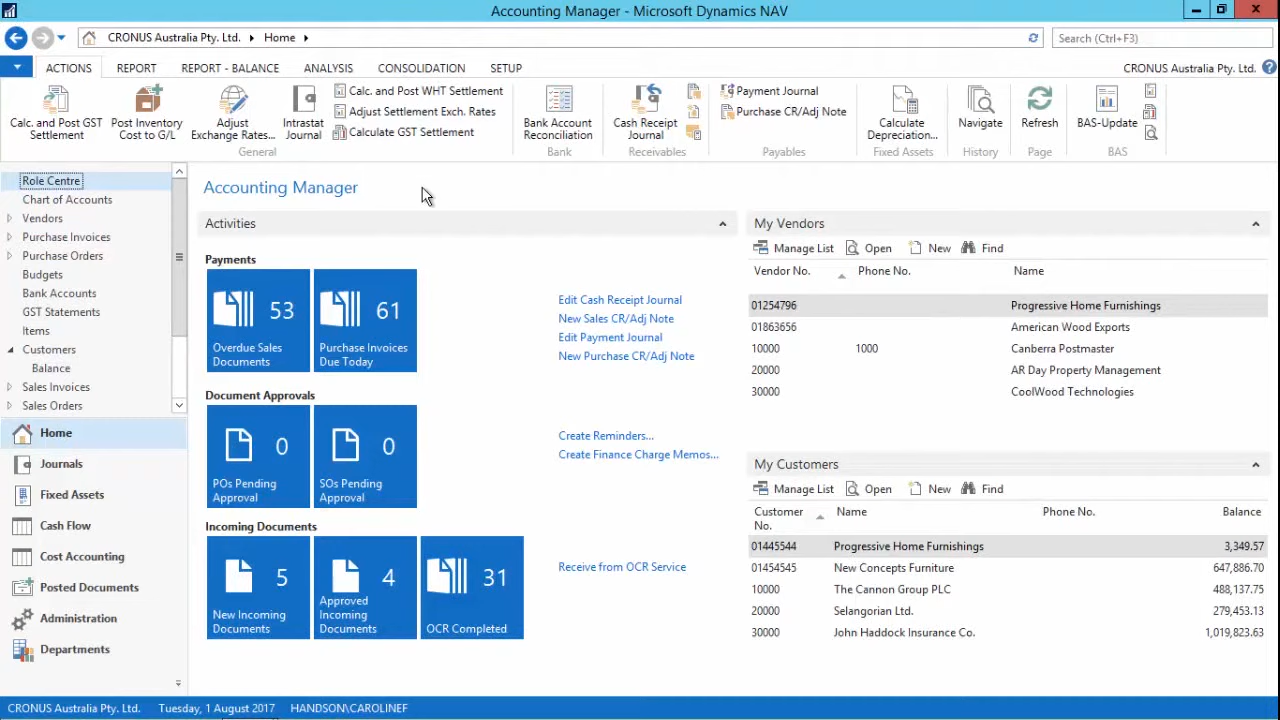 Accounting Manager - Microsoft Dynamics NAV
CRONUS Australia Pty. Ltd. Home
Search (Ctrl+F3)
ACTIONS REPORT REPORT - BALANCE ANALYSIS CONSOLIDATION SETUP
CRONUS Australia Pty. Ltd.
Calc. and Post GST Settlement
Post Inventory Cost to G/L
Adjust Exchange Rates...
Intrastat Journal
Calc. and Post WHT Settlement
Adjust Settlement Exch. Rates
Calculate GST Settlement
General
Bank Account Reconciliation
Bank
Cash Receipt Journal
Receivables
Payment Journal
Purchase CR/Adj Note
Payables
Calculate Depreciation...
Fixed Assets
Navigate
History
Refresh
Page
BAS-Update
BAS
Role Centre
Chart of Accounts
Vendors
Purchase Invoices
Purchase Orders
Budgets
Bank Accounts
GST Statements
Items
Customers
Balance
Sales Invoices
Sales Orders
Home
Journals
Fixed Assets
Cash Flow
Cost Accounting
Posted Documents
Administration
Departments
Accounting Manager
Activities
Payments
53
Overdue Sales Documents
61
Purchase Invoices Due Today
Edit Cash Receipt Journal
New Sales CR/Adj Note
Edit Payment Journal
New Purchase CR/Adj Note
Document Approvals
0
POs Pending Approval
0
SOs Pending Approval
Create Reminders...
Create Finance Charge Memos...
Incoming Documents
5
New Incoming Documents
4
Approved Incoming Documents
31
OCR Completed
Receive from OCR Service
My Vendors
Manage List Open New Find
Vendor No. Phone No. Name
01254796 Progressive Home Furnishings
01863656 American Wood Exports
10000 1000 Canberra Postmaster
20000 AR Day Property Management
30000 CoolWood Technologies
My Customers
Manage List Open New Find
Customer No. Name Phone No. Balance
01445544 Progressive Home Furnishings 3,349.57
01454545 New Concepts Furniture 647,886.70
10000 The Cannon Group PLC 488,137.75
20000 Selangorian Ltd. 279,453.13
30000 John Haddock Insurance Co. 1,019,823.63
CRONUS Australia Pty. Ltd. Tuesday, 1 August 2017 HANDSON\CAROLINEF